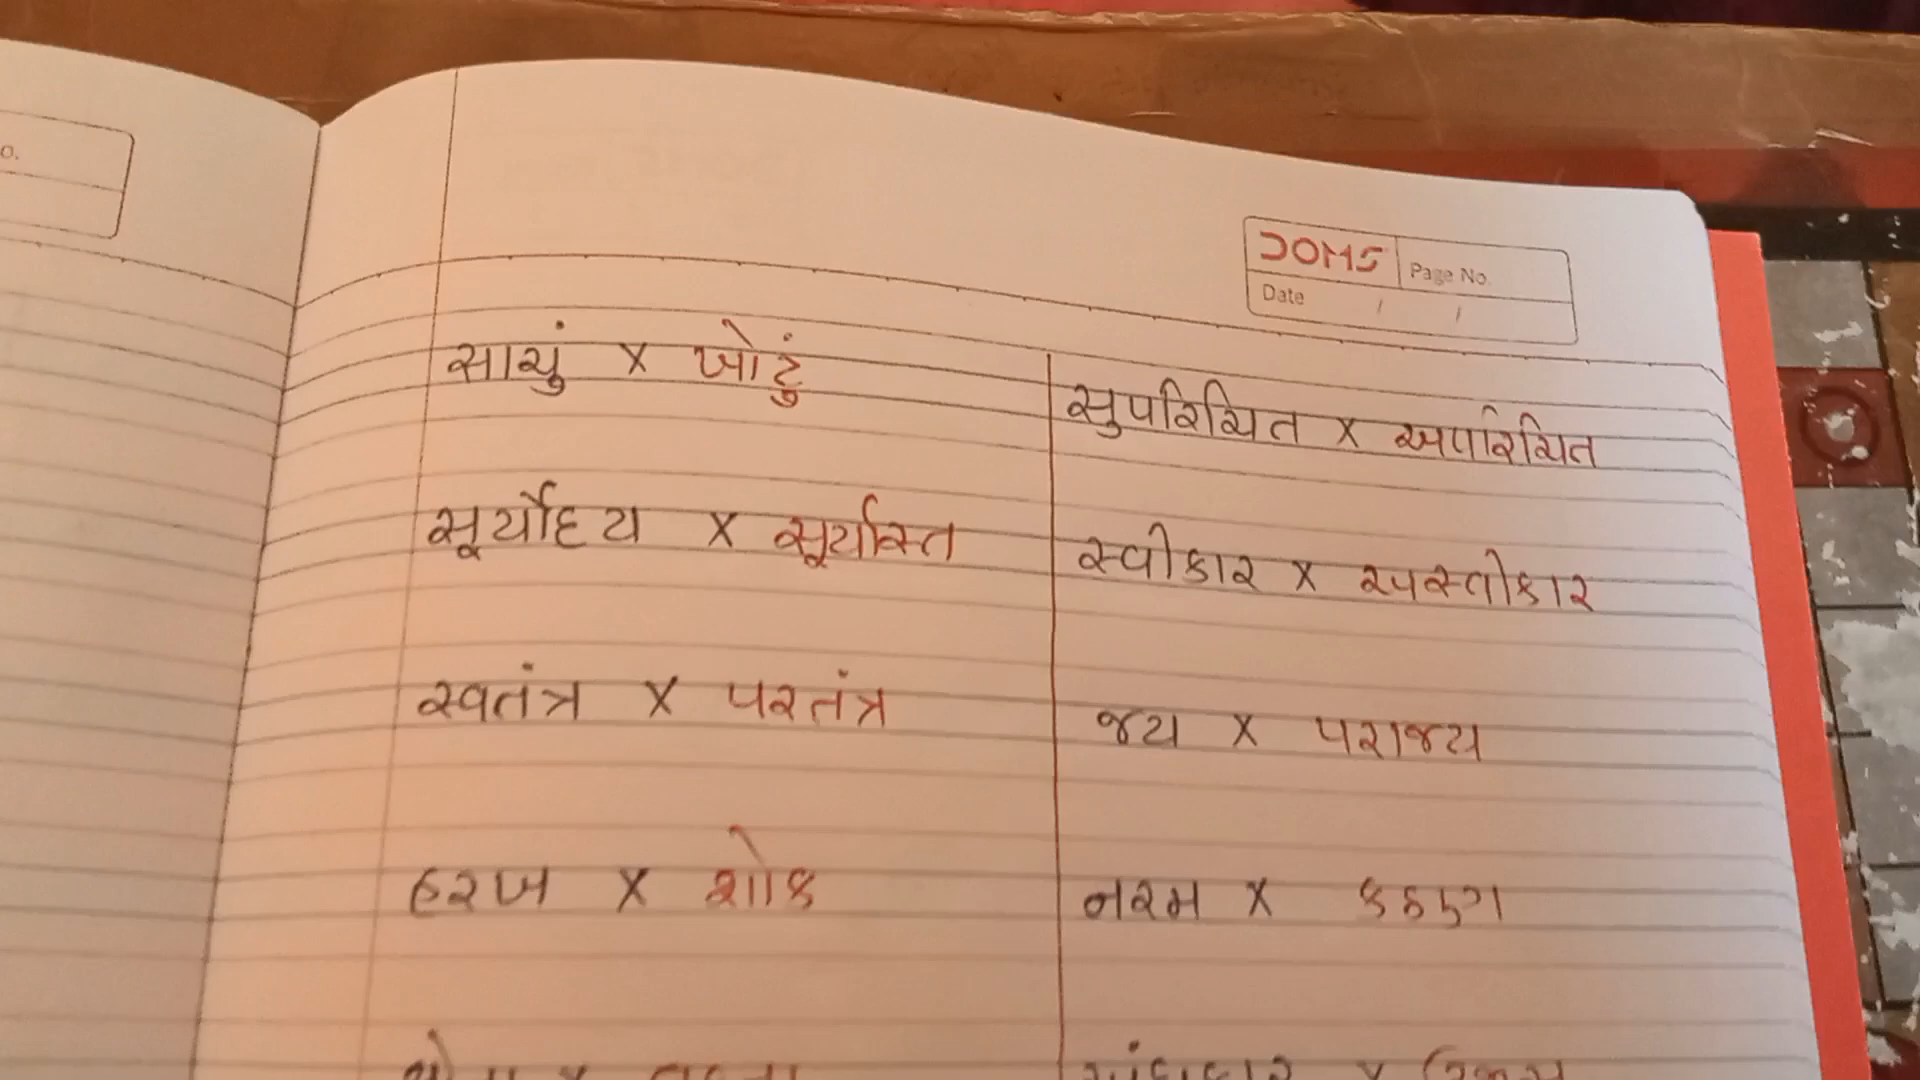 o.
DOMS Page No.
Date / /
સાચું X ખોટું
સૂર્યોદય X સૂર્યાસ્ત
સ્વતંત્ર X પરતંત્ર
હરખ X શોક
સુપરિચિત X અપરિચિત
સ્વીકાર X અસ્વીકાર
જય X પરાજય
નરમ X કઠણ